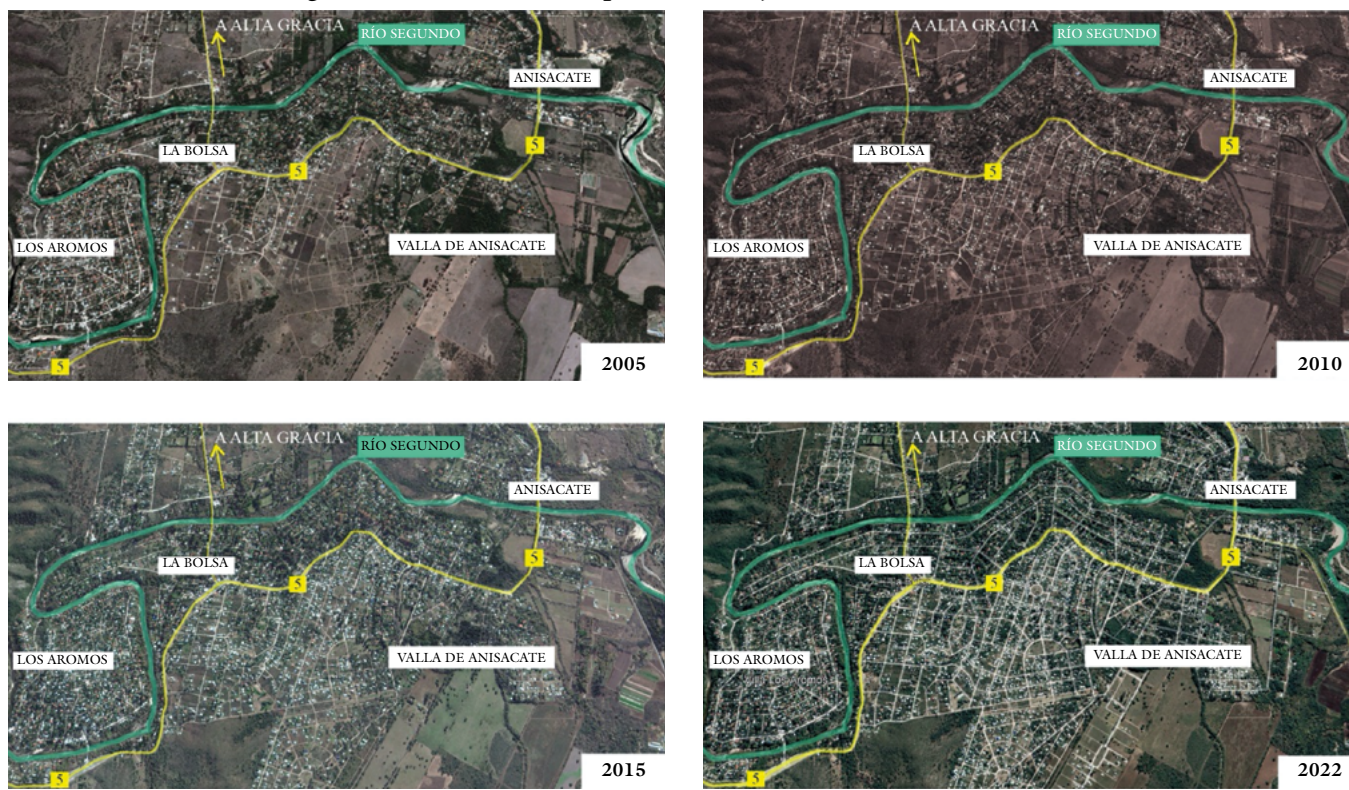 A ALTA GRACIA
RÍO SEGUNDO
ANISACATE
LA BOLSA
5
5
LOS AROMOS
VALLA DE ANISACATE
5
2005
A ALTA GRACIA
RÍO SEGUNDO
ANISACATE
LA BOLSA
5
5
LOS AROMOS
VALLA DE ANISACATE
5
2010
A ALTA GRACIA
RÍO SEGUNDO
ANISACATE
LA BOLSA
5
5
LOS AROMOS
VALLA DE ANISACATE
5
2015
A ALTA GRACIA
RÍO SEGUNDO
ANISACATE
LA BOLSA
5
5
LOS AROMOS
VALLA DE ANISACATE
Los Aromos
5
2022